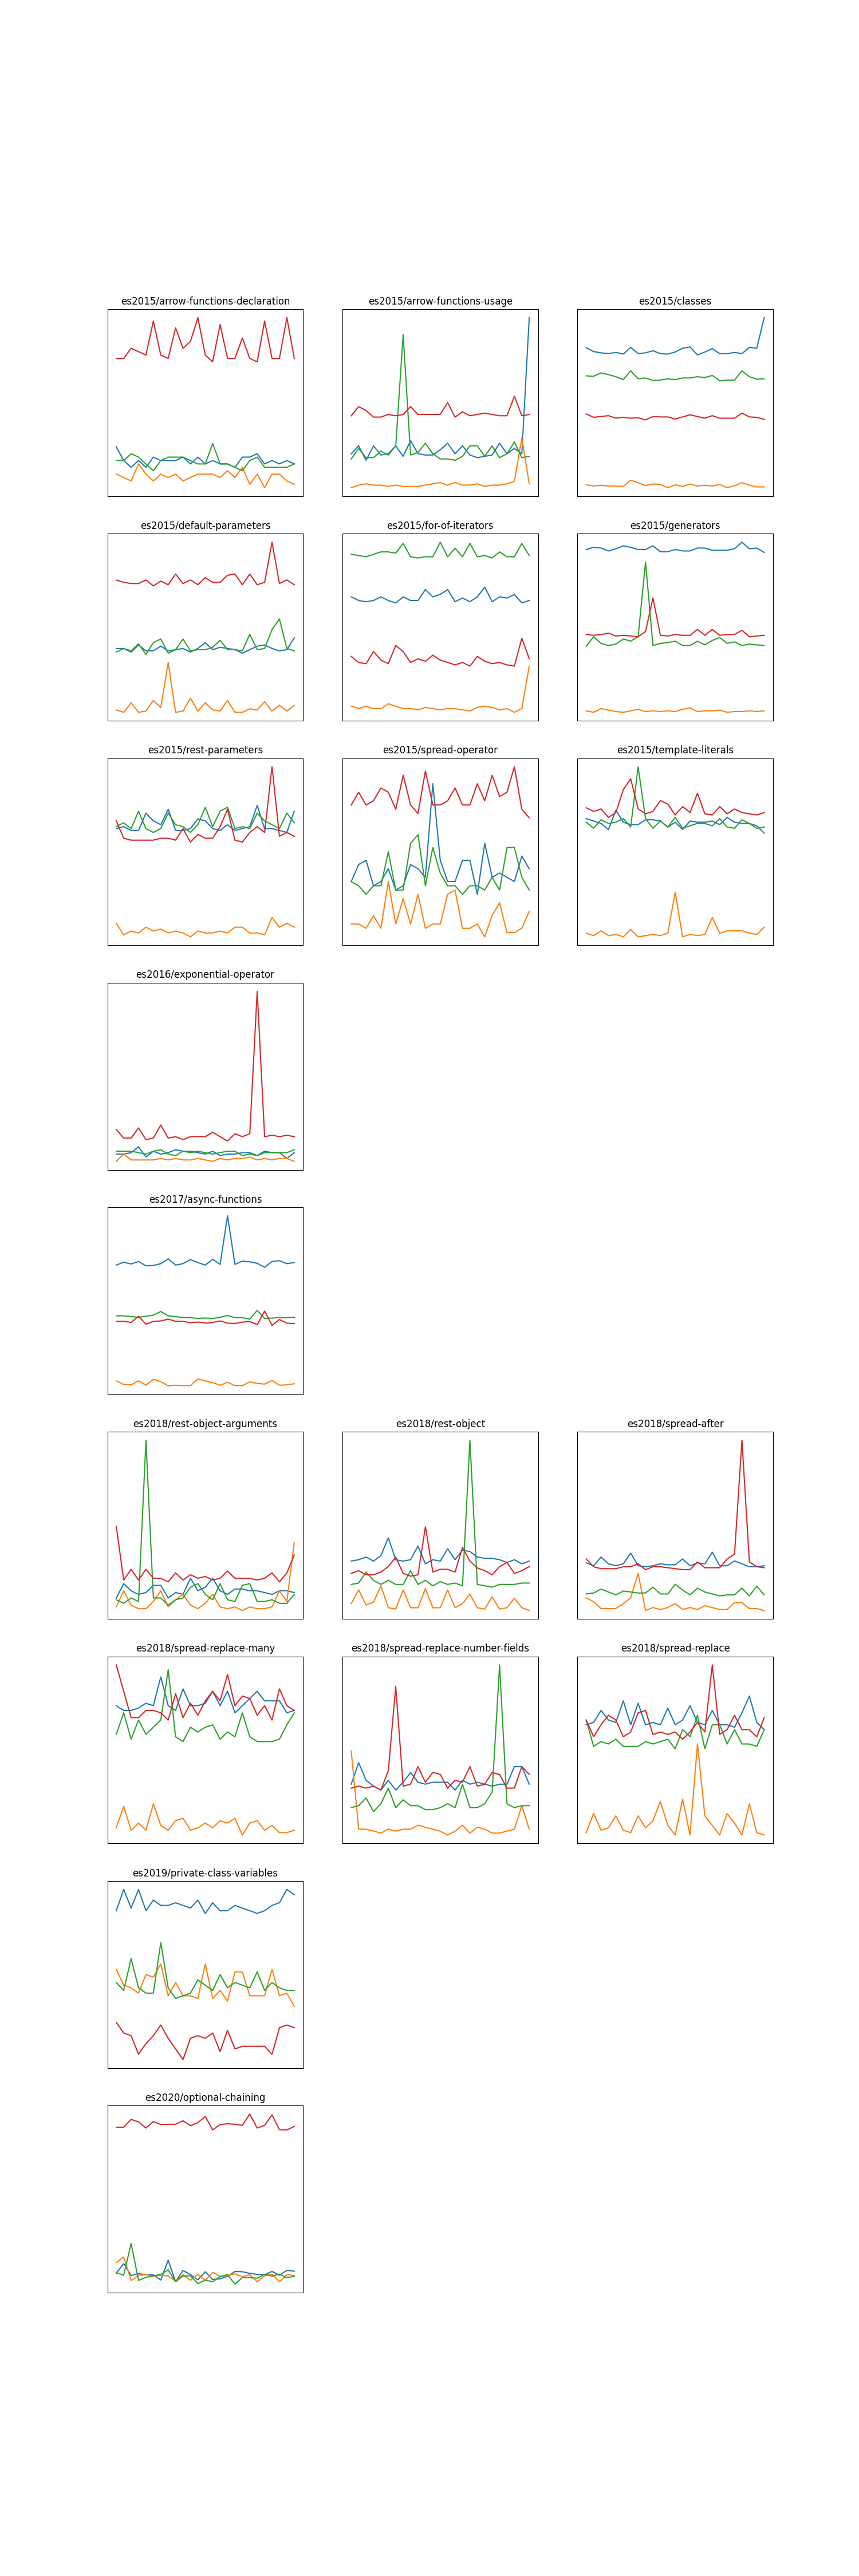 es2015/arrow-functions-declaration
es2015/arrow-functions-usage
es2015/classes
es2015/default-parameters
es2015/for-of-iterators
es2015/generators
es2015/rest-parameters
es2015/spread-operator
es2015/template-literals
es2016/exponential-operator
es2017/async-functions
es2018/rest-object-arguments
es2018/rest-object
es2018/spread-after
es2018/spread-replace-many
es2018/spread-replace-number-fields
es2018/spread-replace
es2019/private-class-variables
es2020/optional-chaining